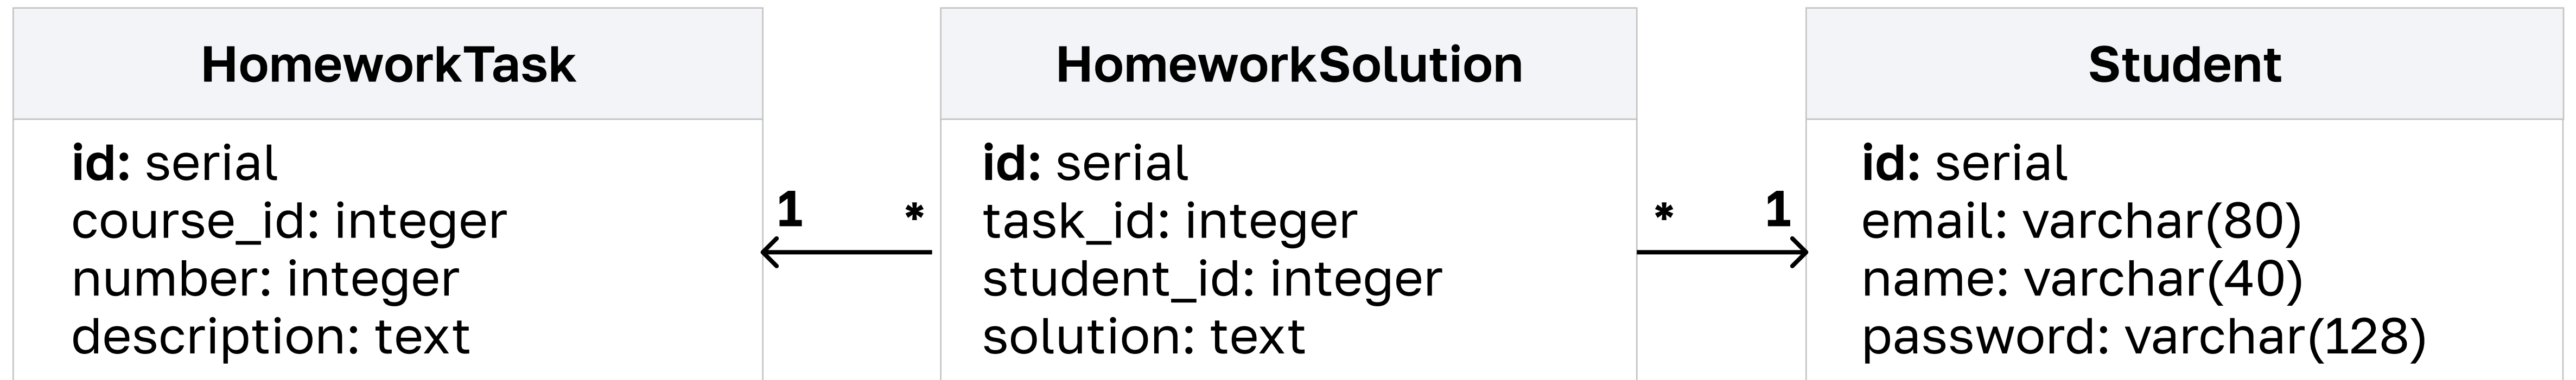 HomeworkTask
id: serial
course_id: integer
number: integer
description: text
1
*
HomeworkSolution
id: serial
task_id: integer
student_id: integer
solution: text
*
1
Student
id: serial
email: varchar(80)
name: varchar(40)
password: varchar(128)